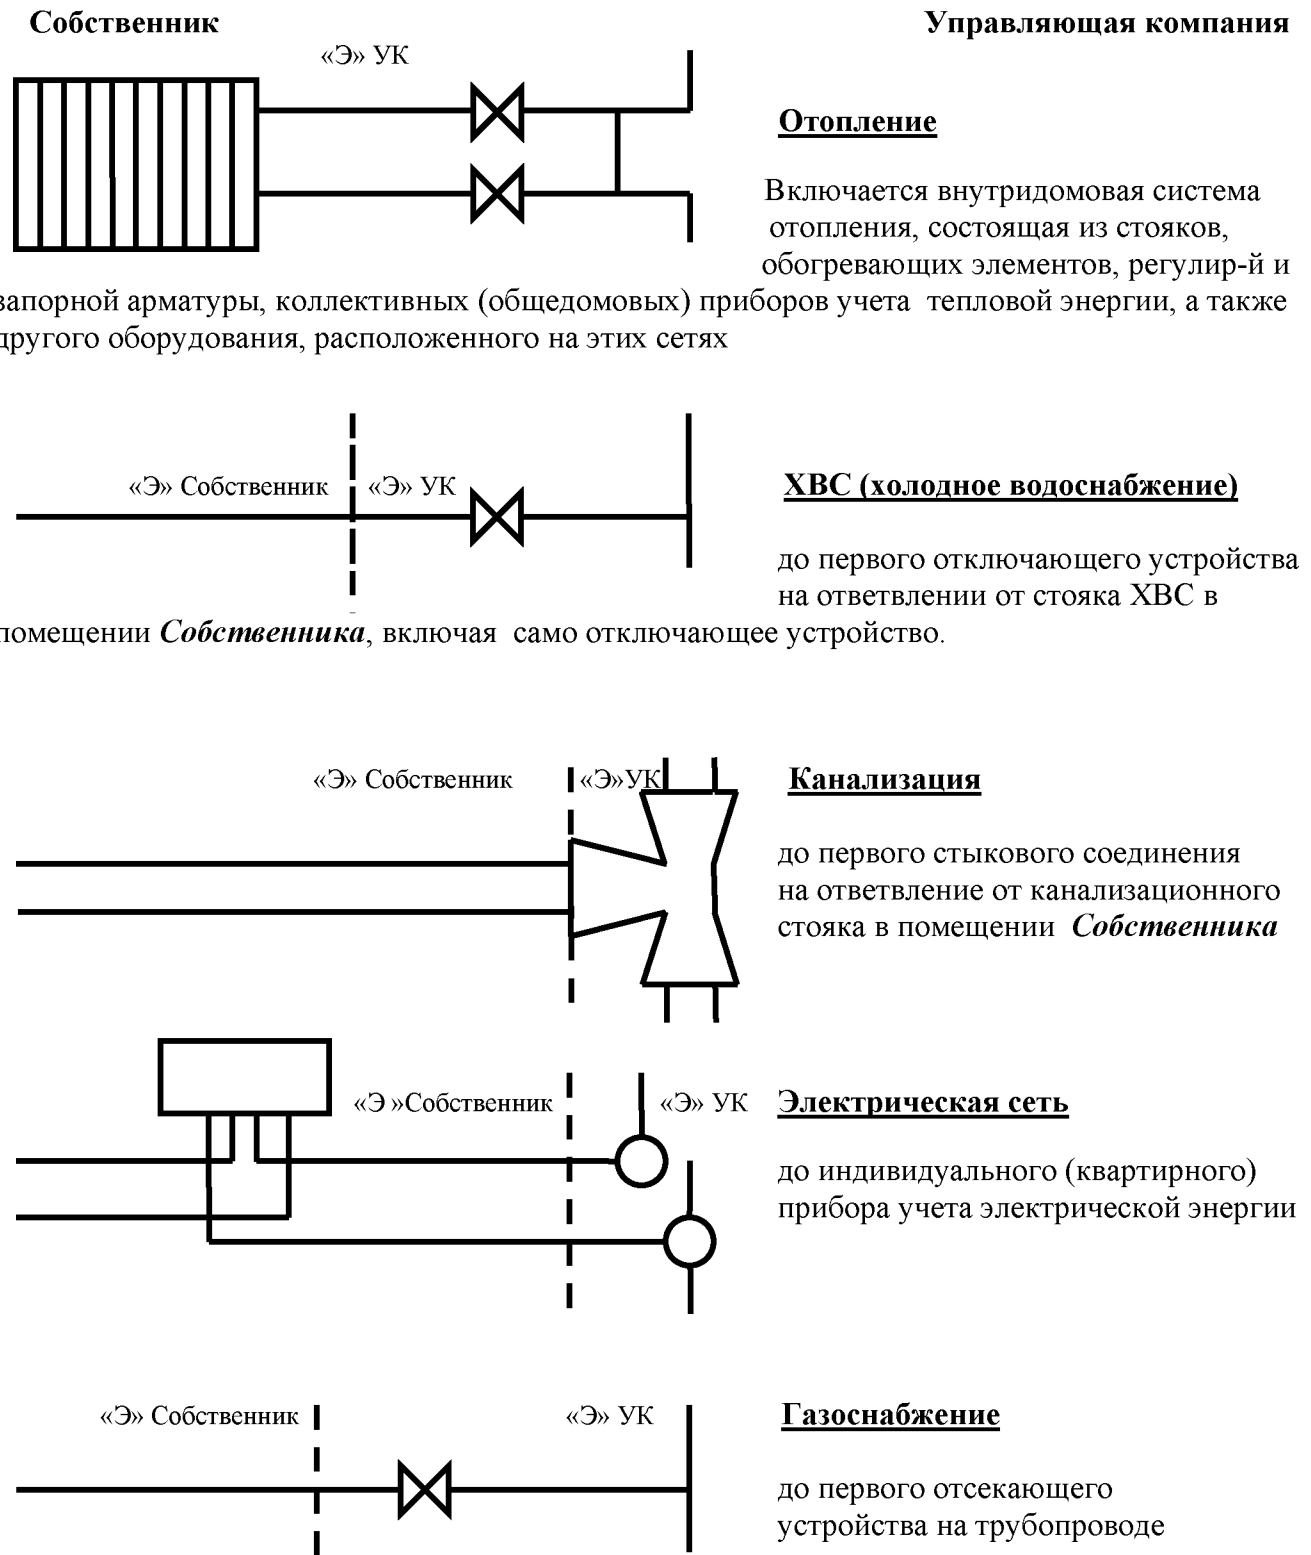 Собственник Управляющая компания
«Э» УК
Отопление
Включается внутридомовая система
отопления, состоящая из стояков,
обогревающих элементов, регулир-й и
запорной арматуры, коллективных (общедомовых) приборов учета тепловой энергии, а также
другого оборудования, расположенного на этих сетях
«Э» Собственник «Э» УК
ХВС (холодное водоснабжение)
до первого отключающего устройства
на ответвлении от стояка ХВС в
помещении Собственника, включая само отключающее устройство.
«Э» Собственник «Э»УК
Канализация
до первого стыкового соединения
на ответвление от канализационного
стояка в помещении Собственника
«Э »Собственник «Э» УК
Электрическая сеть
до индивидуального (квартирного)
прибора учета электрической энергии
«Э» Собственник «Э» УК
Газоснабжение
до первого отсекающего
устройства на трубопроводе